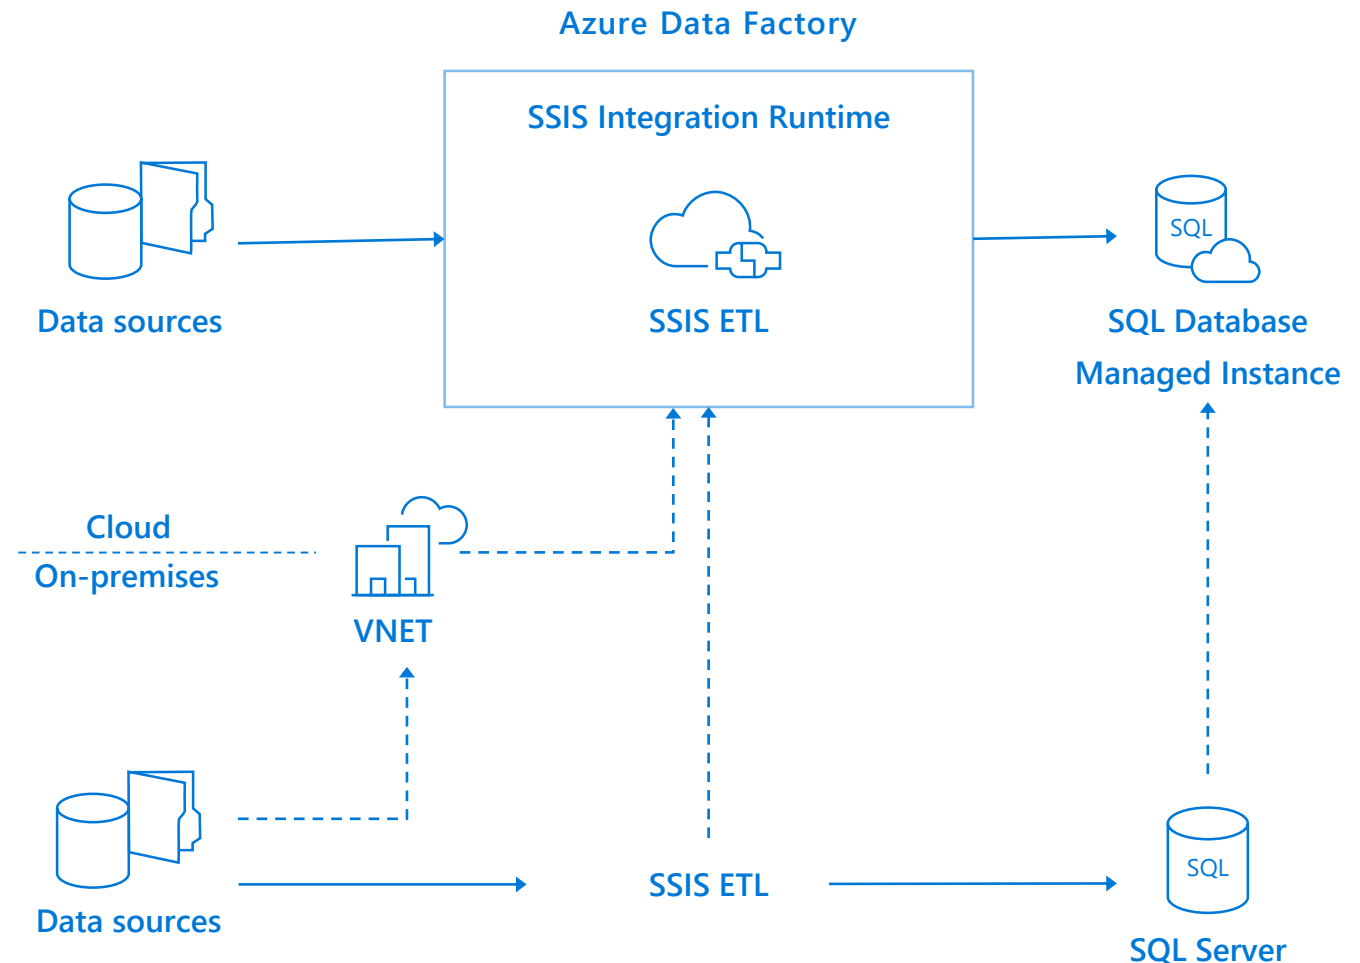 Azure Data Factory
SSIS Integration Runtime
SQL
Data sources
SSIS ETL
SQL Database
Managed Instance
Cloud
On-premises
VNET
SQL
Data sources
SSIS ETL
SQL Server